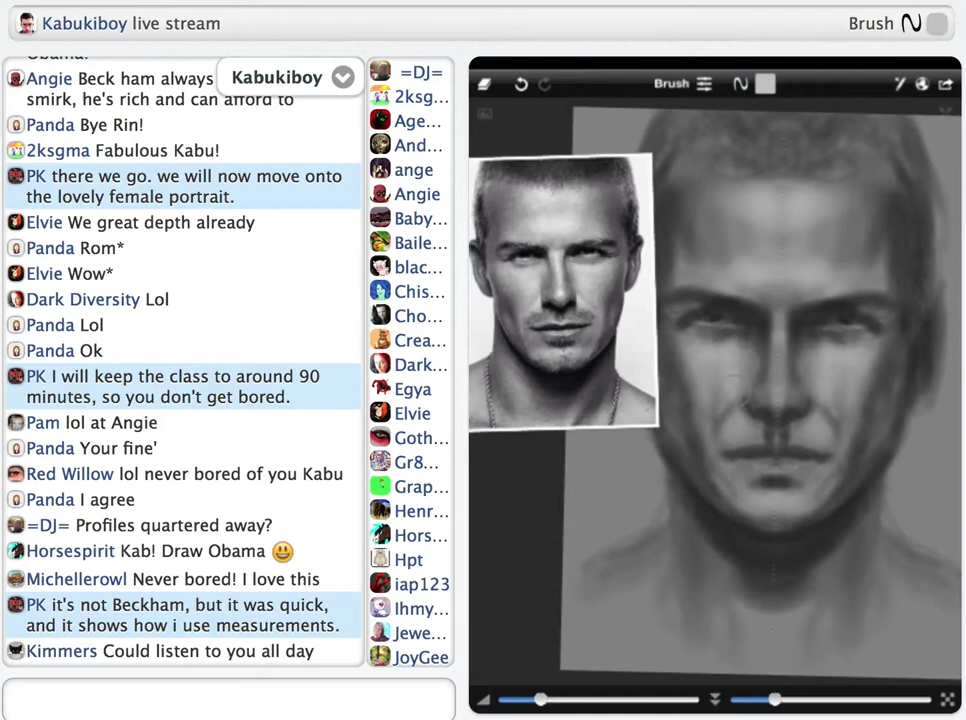 Kabukiboy live stream
Brush
Obama!
Kabukiboy
Angie Beck ham always
smirk, he's rich and can afford to
Panda Bye Rin!
2ksgma Fabulous Kabu!
PK there we go. we will now move onto
the lovely female portrait.
Elvie We great depth already
Panda Rom*
Elvie Wow*
Dark Diversity Lol
Panda Lol
Panda Ok
PK I will keep the class to around 90
minutes, so you don't get bored.
Pam lol at Angie
Panda Your fine'
Red Willow lol never bored of you Kabu
Panda I agree
=DJ= Profiles quartered away?
Horsespirit Kab! Draw Obama 😃
Michellerowl Never bored! I love this
PK it's not Beckham, but it was quick,
and it shows how i use measurements.
Kimmers Could listen to you all day
=DJ=
2ksg...
Age...
And...
ange
Angie
Baby...
Baile...
blac...
Chis...
Cho...
Crea...
Dark...
Egya
Elvie
Goth...
Gr8...
Grap...
Henr...
Hors...
Hpt
iap123
Ihmy...
Jewe...
JoyGee
Brush